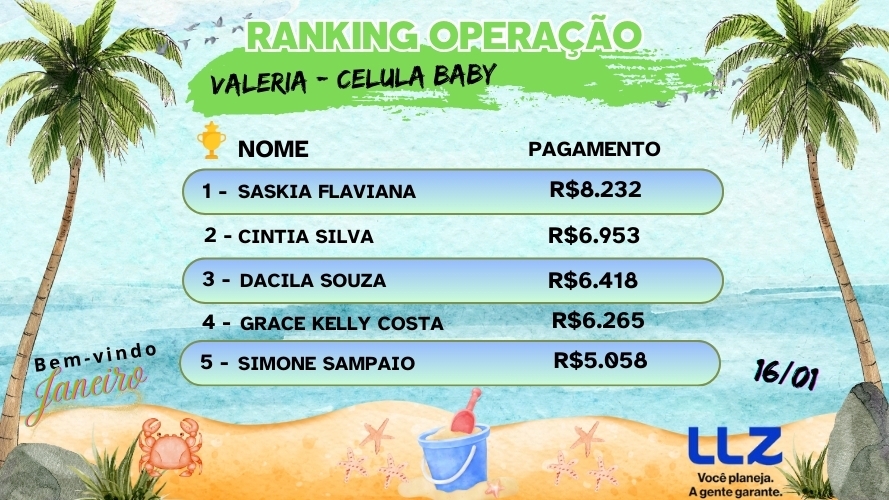 RANKING OPERAÇÃO
VALERIA - CELULA BABY
NOME PAGAMENTO
1 - SASKIA FLAVIANA R$8.232
2 - CINTIA SILVA R$6.953
3 - DACILA SOUZA R$6.418
4 - GRACE KELLY COSTA R$6.265
5 - SIMONE SAMPAIO R$5.058
Bem-vindo
Janeiro
16/01
LLZ
Você planeja.
A gente garante.